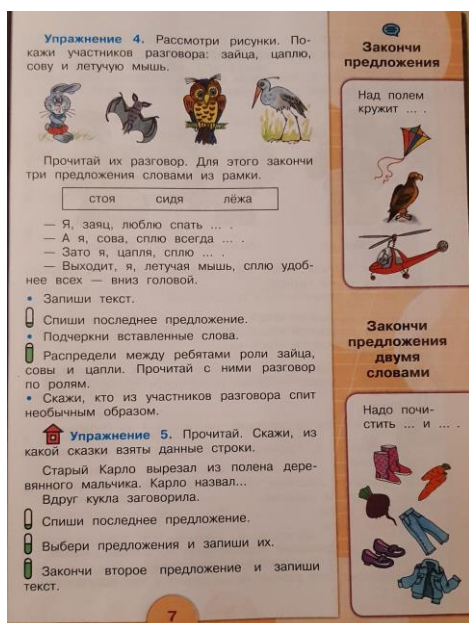 Упражнение 4. Рассмотри рисунки. По-
кажи участников разговора: зайца, цаплю,
сову и летучую мышь.
Прочитай их разговор. Для этого закончи
три предложения словами из рамки.
стоя сидя лёжа
— Я, заяц, люблю спать ... .
— А я, сова, сплю всегда ... .
— Зато я, цапля, сплю ... .
— Выходит, я, летучая мышь, сплю удоб-
нее всех — вниз головой.
• Запиши текст.
Спиши последнее предложение.
• Подчеркни вставленные слова.
Распредели между ребятами роли зайца,
совы и цапли. Прочитай с ними разговор
по ролям.
• Скажи, кто из участников разговора спит
необычным образом.
Упражнение 5. Прочитай. Скажи, из
какой сказки взяты данные строки.
Старый Карло вырезал из полена дере-
вянного мальчика. Карло назвал...
Вдруг кукла заговорила.
Спиши последнее предложение.
Выбери предложения и запиши их.
Закончи второе предложение и запиши
текст.
7
Закончи
предложения
Над полем
кружит ... .
Закончи
предложения
двумя
словами
Надо почи-
стить ... и ... .